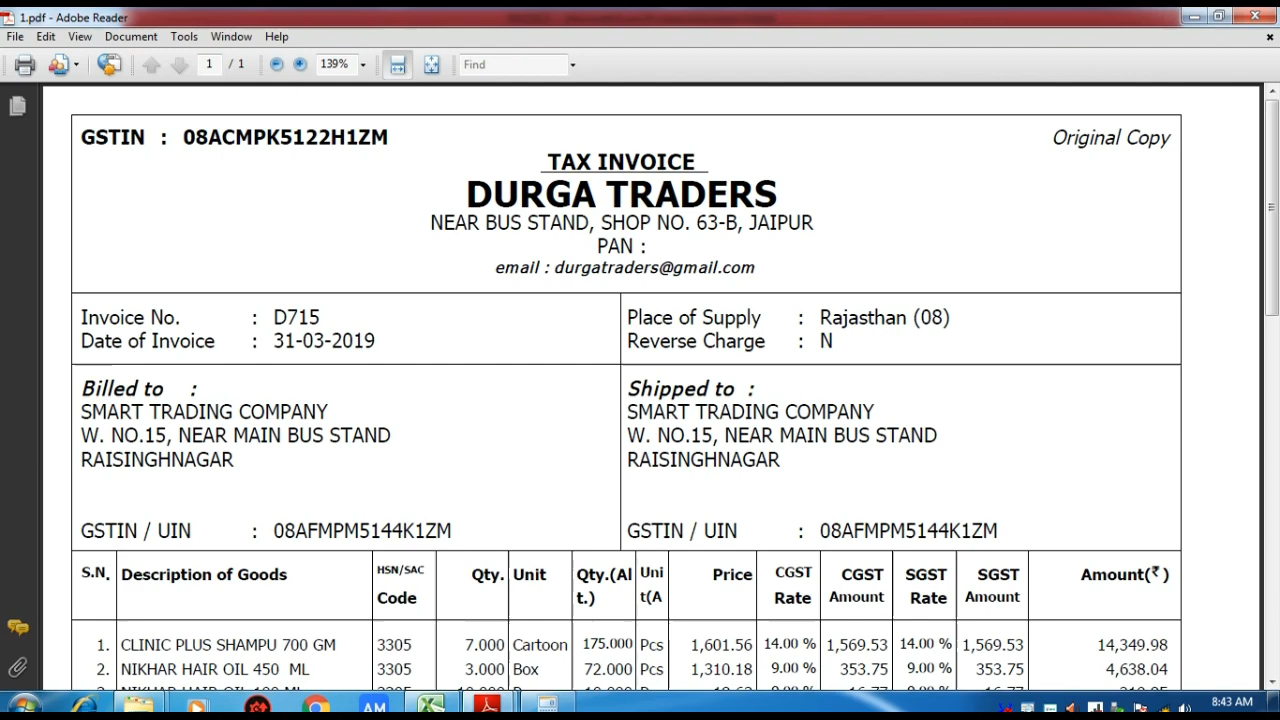 1.pdf - Adobe Reader
File Edit View Document Tools Window Help
1 / 1 139% Find
GSTIN : 08ACMPK5122H1ZM Original Copy
TAX INVOICE
DURGA TRADERS
NEAR BUS STAND, SHOP NO. 63-B, JAIPUR
PAN :
email : durgatraders@gmail.com
Invoice No. : D715
Date of Invoice : 31-03-2019
Place of Supply : Rajasthan (08)
Reverse Charge : N
Billed to :
SMART TRADING COMPANY
W. NO.15, NEAR MAIN BUS STAND
RAISINGHNAGAR
GSTIN / UIN : 08AFMPM5144K1ZM
Shipped to :
SMART TRADING COMPANY
W. NO.15, NEAR MAIN BUS STAND
RAISINGHNAGAR
GSTIN / UIN : 08AFMPM5144K1ZM
S.N. Description of Goods HSN/SAC Qty. Unit Qty.(Al Uni Price CGST CGST SGST SGST Amount(₹)
Code t.) t(A Rate Amount Rate Amount
1. CLINIC PLUS SHAMPU 700 GM 3305 7.000 Cartoon 175.000 Pcs 1,601.56 14.00 % 1,569.53 14.00 % 1,569.53 14,349.98
2. NIKHAR HAIR OIL 450 ML 3305 3.000 Box 72.000 Pcs 1,310.18 9.00 % 353.75 9.00 % 353.75 4,638.04
AM
8:43 AM